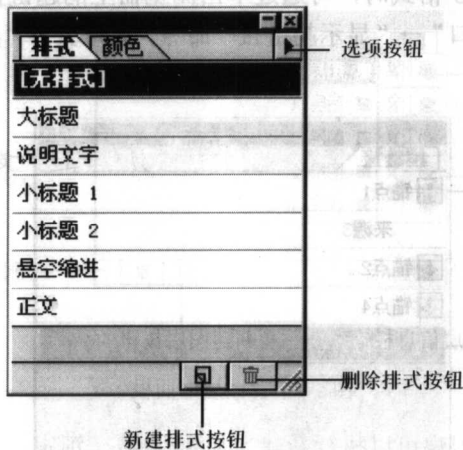 排式 颜色
选项按钮
[无排式]
大标题
说明文字
小标题 1
小标题 2
悬空缩进
正文
删除排式按钮
新建排式按钮